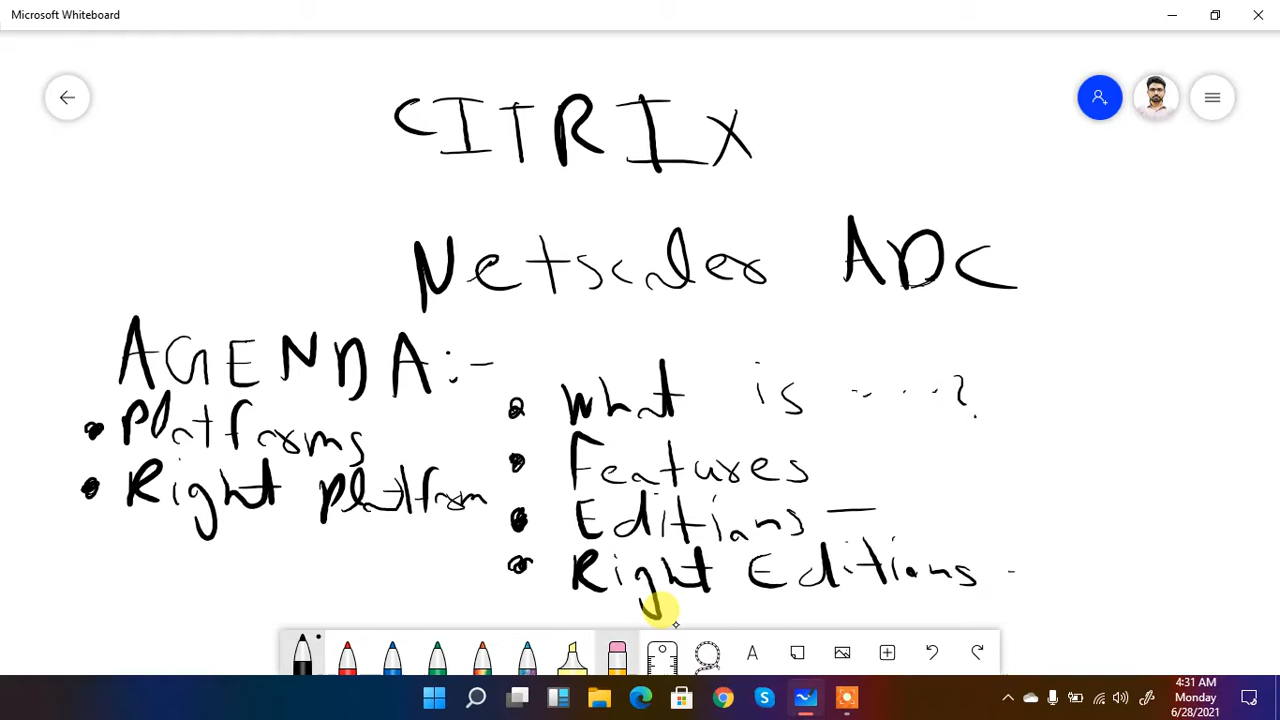 Microsoft Whiteboard
CITRIX
Netscaler ADC
AGENDA:-
• Platforms
• Right platform
• What is ----?
• Features
• Editions —
• Right Editions -
A
4:31 AM
Monday
6/28/2021